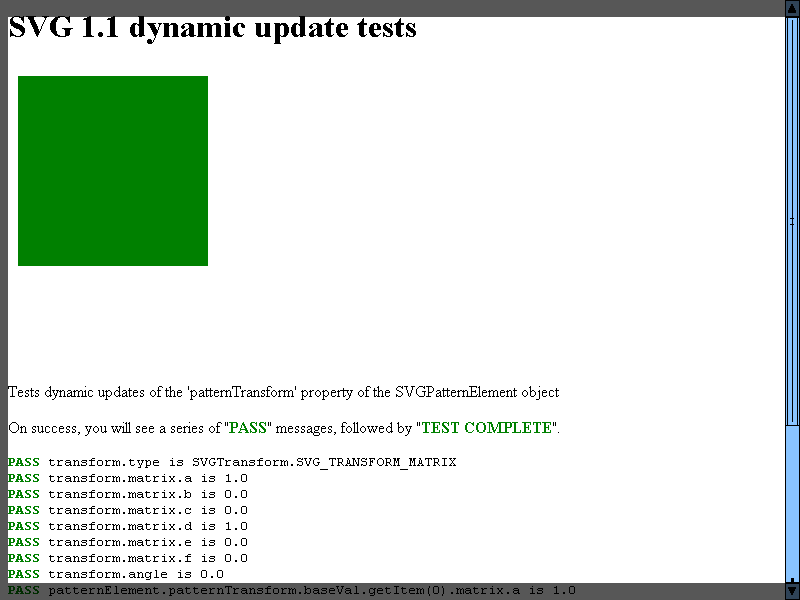 SVG 1.1 dynamic update tests
Tests dynamic updates of the 'patternTransform' property of the SVGPatternElement object
On success, you will see a series of "PASS" messages, followed by "TEST COMPLETE".
PASS transform.type is SVGTransform.SVG_TRANSFORM_MATRIX
PASS transform.matrix.a is 1.0
PASS transform.matrix.b is 0.0
PASS transform.matrix.c is 0.0
PASS transform.matrix.d is 1.0
PASS transform.matrix.e is 0.0
PASS transform.matrix.f is 0.0
PASS transform.angle is 0.0
PASS patternElement.patternTransform.baseVal.getItem(0).matrix.a is 1.0